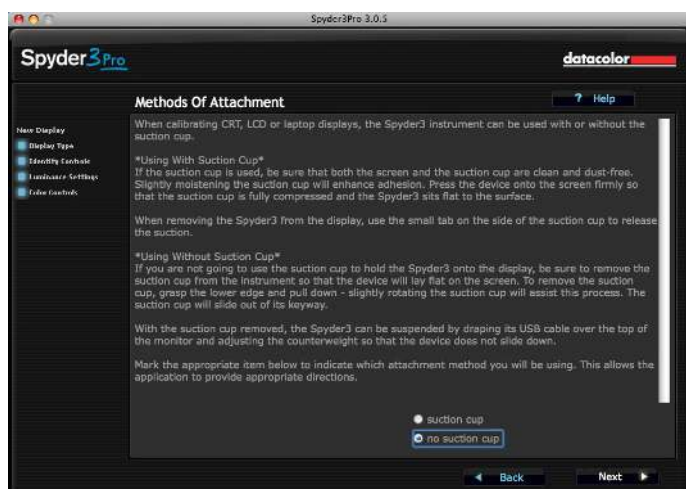 Spyder3Pro 3.0.5
Spyder3Pro
datacolor
Methods Of Attachment
? Help
New Display
Display Type
Identify Controls
Luminance Settings
Color Controls
When calibrating CRT, LCD or laptop displays, the Spyder3 instrument can be used with or without the
suction cup.
*Using With Suction Cup*
If the suction cup is used, be sure that both the screen and the suction cup are clean and dust-free.
Slightly moistening the suction cup will enhance adhesion. Press the device onto the screen firmly so
that the suction cup is fully compressed and the Spyder3 sits flat to the surface.
When removing the Spyder3 from the display, use the small tab on the side of the suction cup to release
the suction.
*Using Without Suction Cup*
If you are not going to use the suction cup to hold the Spyder3 onto the display, be sure to remove the
suction cup from the instrument so that the device will lay flat on the screen. To remove the suction
cup, grasp the lower edge and pull down - slightly rotating the suction cup will assist this process. The
suction cup will slide out of its keyway.
With the suction cup removed, the Spyder3 can be suspended by draping its USB cable over the top of
the monitor and adjusting the counterweight so that the device does not slide down.
Mark the appropriate item below to indicate which attachment method you will be using. This allows the
application to provide appropriate directions.
suction cup
no suction cup
Back
Next